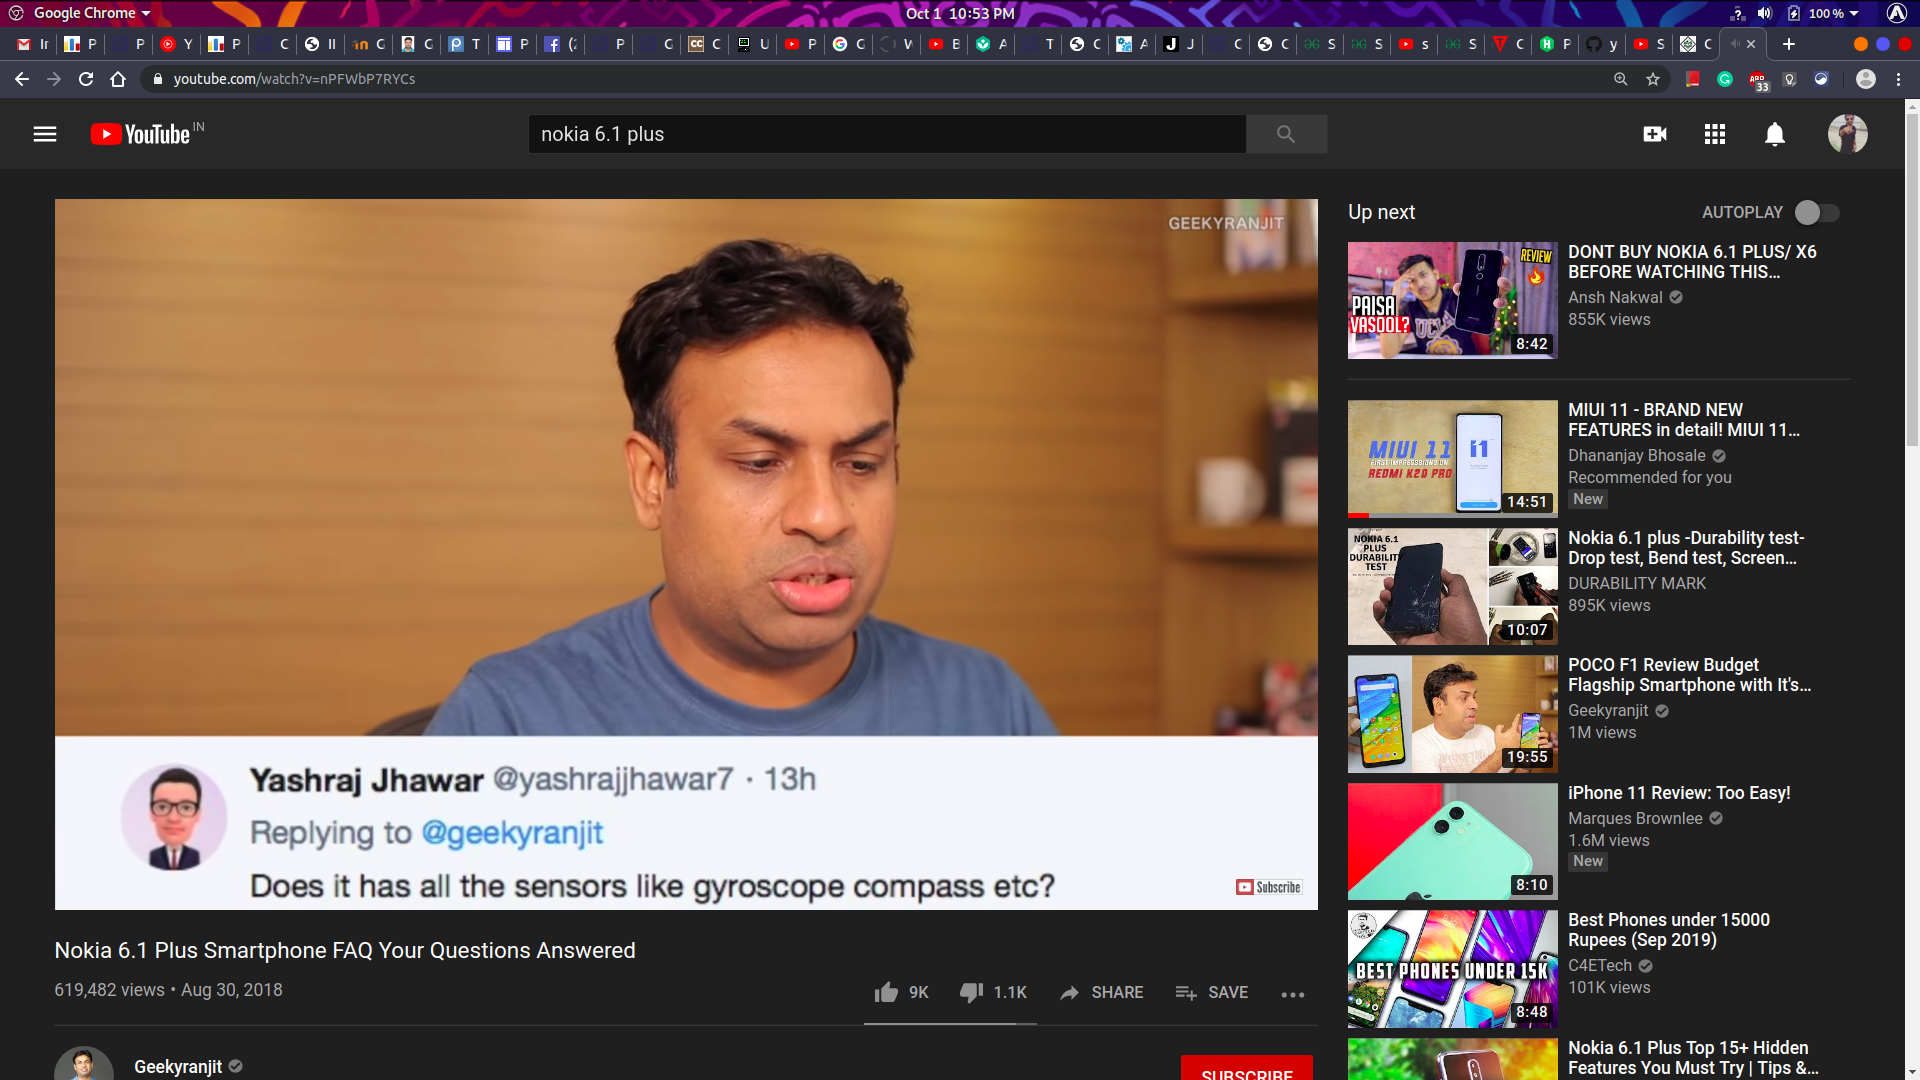 Google Chrome
Oct 1 10:53 PM
100 %
youtube.com/watch?v=nPFWbP7RYCs
33
YouTube IN
nokia 6.1 plus
GEEKYRANJIT
Yashraj Jhawar @yashrajjhawar7 · 13h
Replying to @geekyranjit
Does it has all the sensors like gyroscope compass etc?
Subscribe
Nokia 6.1 Plus Smartphone FAQ Your Questions Answered
619,482 views • Aug 30, 2018
9K
1.1K
SHARE
SAVE
Geekyranjit
SUBSCRIBE
Up next
AUTOPLAY
REVIEW
PAISA
VASOOL?
UCLA
8:42
DONT BUY NOKIA 6.1 PLUS/ X6
BEFORE WATCHING THIS...
Ansh Nakwal
855K views
MIUI 11
FIRST IMPRESSIONS ON
REDMI K20 PRO
11
14:51
MIUI 11 - BRAND NEW
FEATURES in detail! MIUI 11...
Dhananjay Bhosale
Recommended for you
New
NOKIA 6.1
PLUS
DURABILITY
TEST
10:07
Nokia 6.1 plus -Durability test-
Drop test, Bend test, Screen...
DURABILITY MARK
895K views
19:55
POCO F1 Review Budget
Flagship Smartphone with It's...
Geekyranjit
1M views
8:10
iPhone 11 Review: Too Easy!
Marques Brownlee
1.6M views
New
BEST PHONES UNDER 15K
8:48
Best Phones under 15000
Rupees (Sep 2019)
C4ETech
101K views
Nokia 6.1 Plus Top 15+ Hidden
Features You Must Try | Tips &...